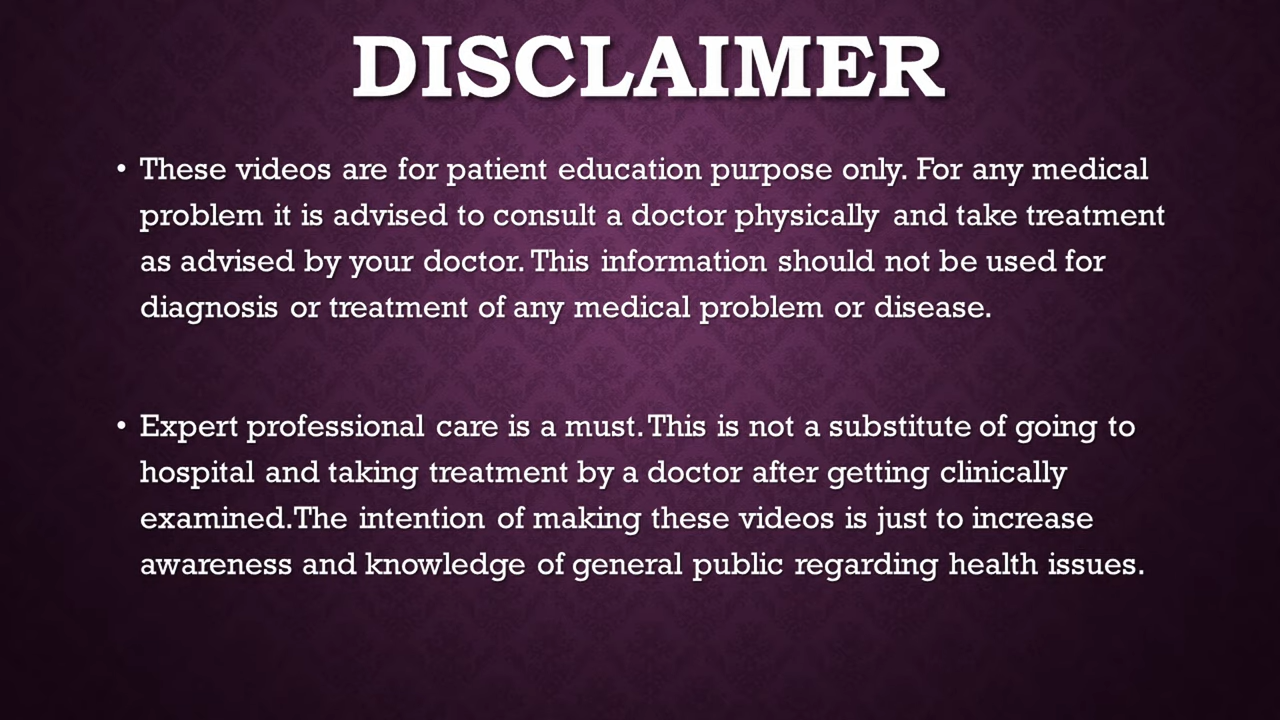 DISCLAIMER
• These videos are for patient education purpose only. For any medical
problem it is advised to consult a doctor physically and take treatment
as advised by your doctor. This information should not be used for
diagnosis or treatment of any medical problem or disease.
• Expert professional care is a must. This is not a substitute of going to
hospital and taking treatment by a doctor after getting clinically
examined.The intention of making these videos is just to increase
awareness and knowledge of general public regarding health issues.